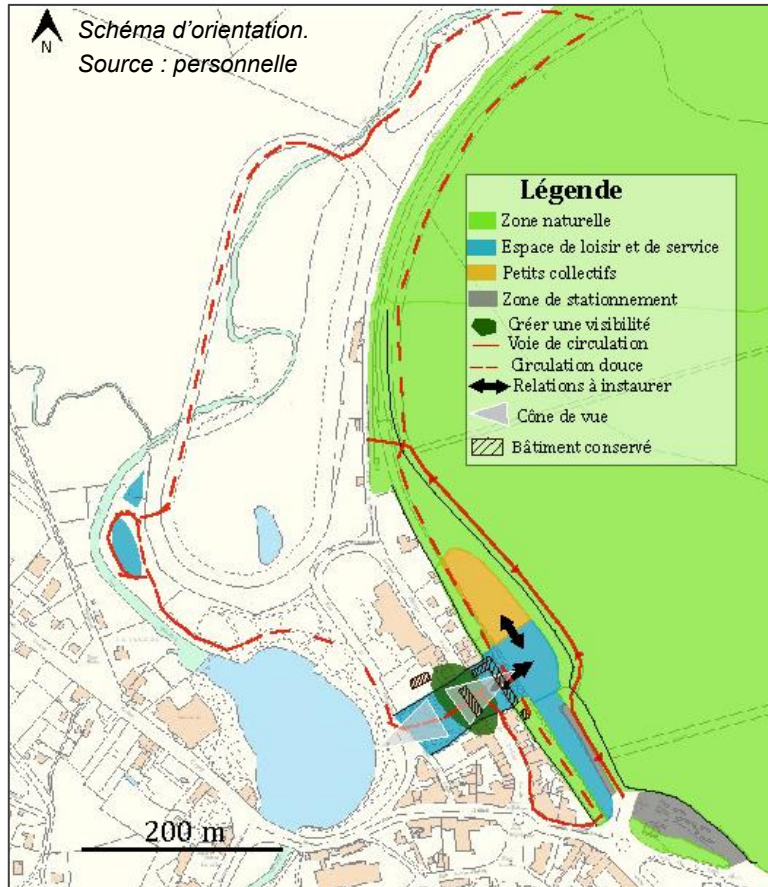 Schéma d'orientation.
Source : personnelle
N
Légende
Zone naturelle
Espace de loisir et de service
Petits collectifs
Zone de stationnement
Créer une visibilité
Voie de circulation
Circulation douce
Relations à instaurer
Cône de vue
Bâtiment conservé
200 m